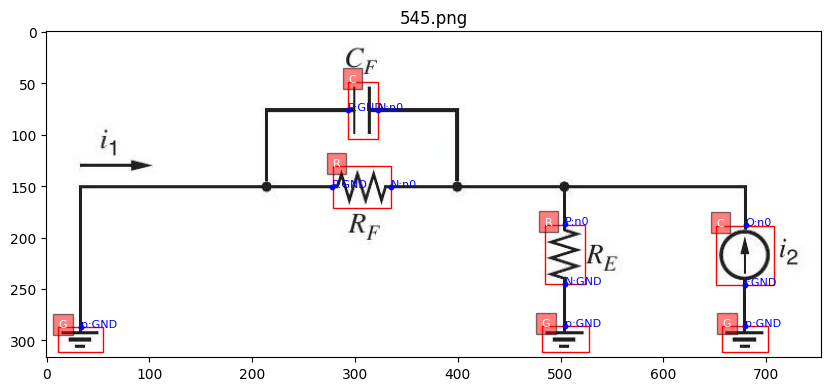 545.png
0
50
100
150
200
250
300
0 100 200 300 400 500 600 700
C_F
C
P:GND N:n0
i_1
R
P:GND N:n0
R_F
R
P:n0
R_E
N:GND
C
O:n0
i_2
I:GND
G
p:GND
G
p:GND
G
p:GND